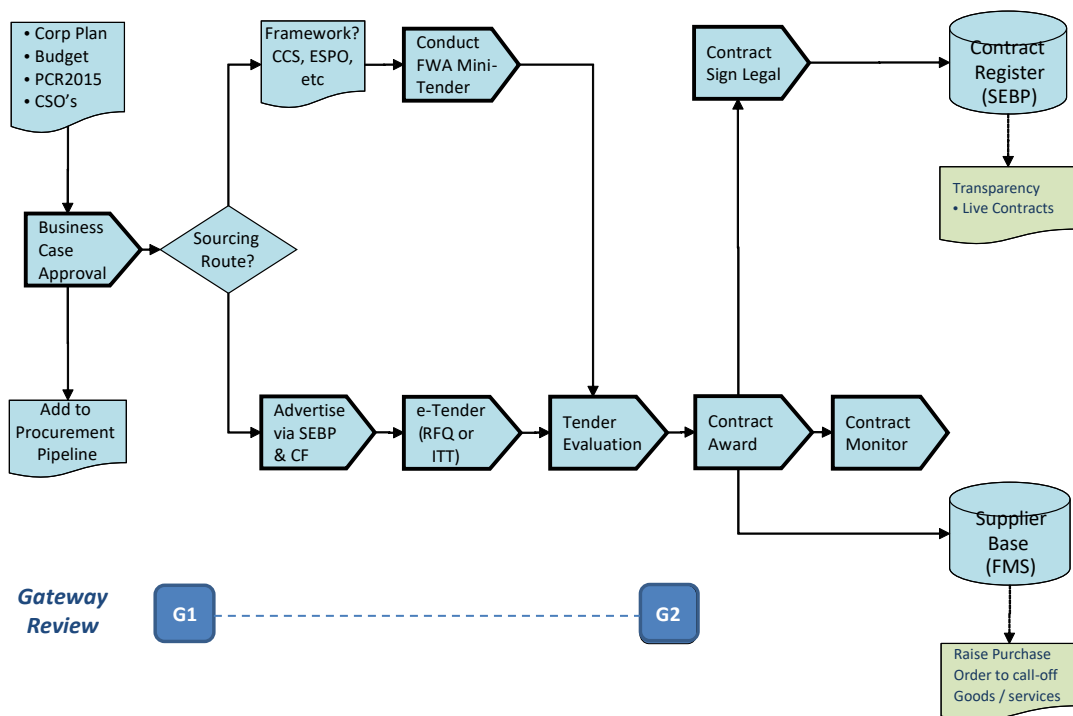 • Corp Plan
• Budget
• PCR2015
• CSO's
Framework?
CCS, ESPO,
etc
Conduct
FWA Mini-
Tender
Contract
Sign Legal
Contract
Register
(SEBP)
Transparency
• Live Contracts
Business
Case
Approval
Sourcing
Route?
Add to
Procurement
Pipeline
Advertise
via SEBP
& CF
e-Tender
(RFQ or
ITT)
Tender
Evaluation
Contract
Award
Contract
Monitor
Supplier
Base
(FMS)
Gateway
Review
G1
G2
Raise Purchase
Order to call-off
Goods / services